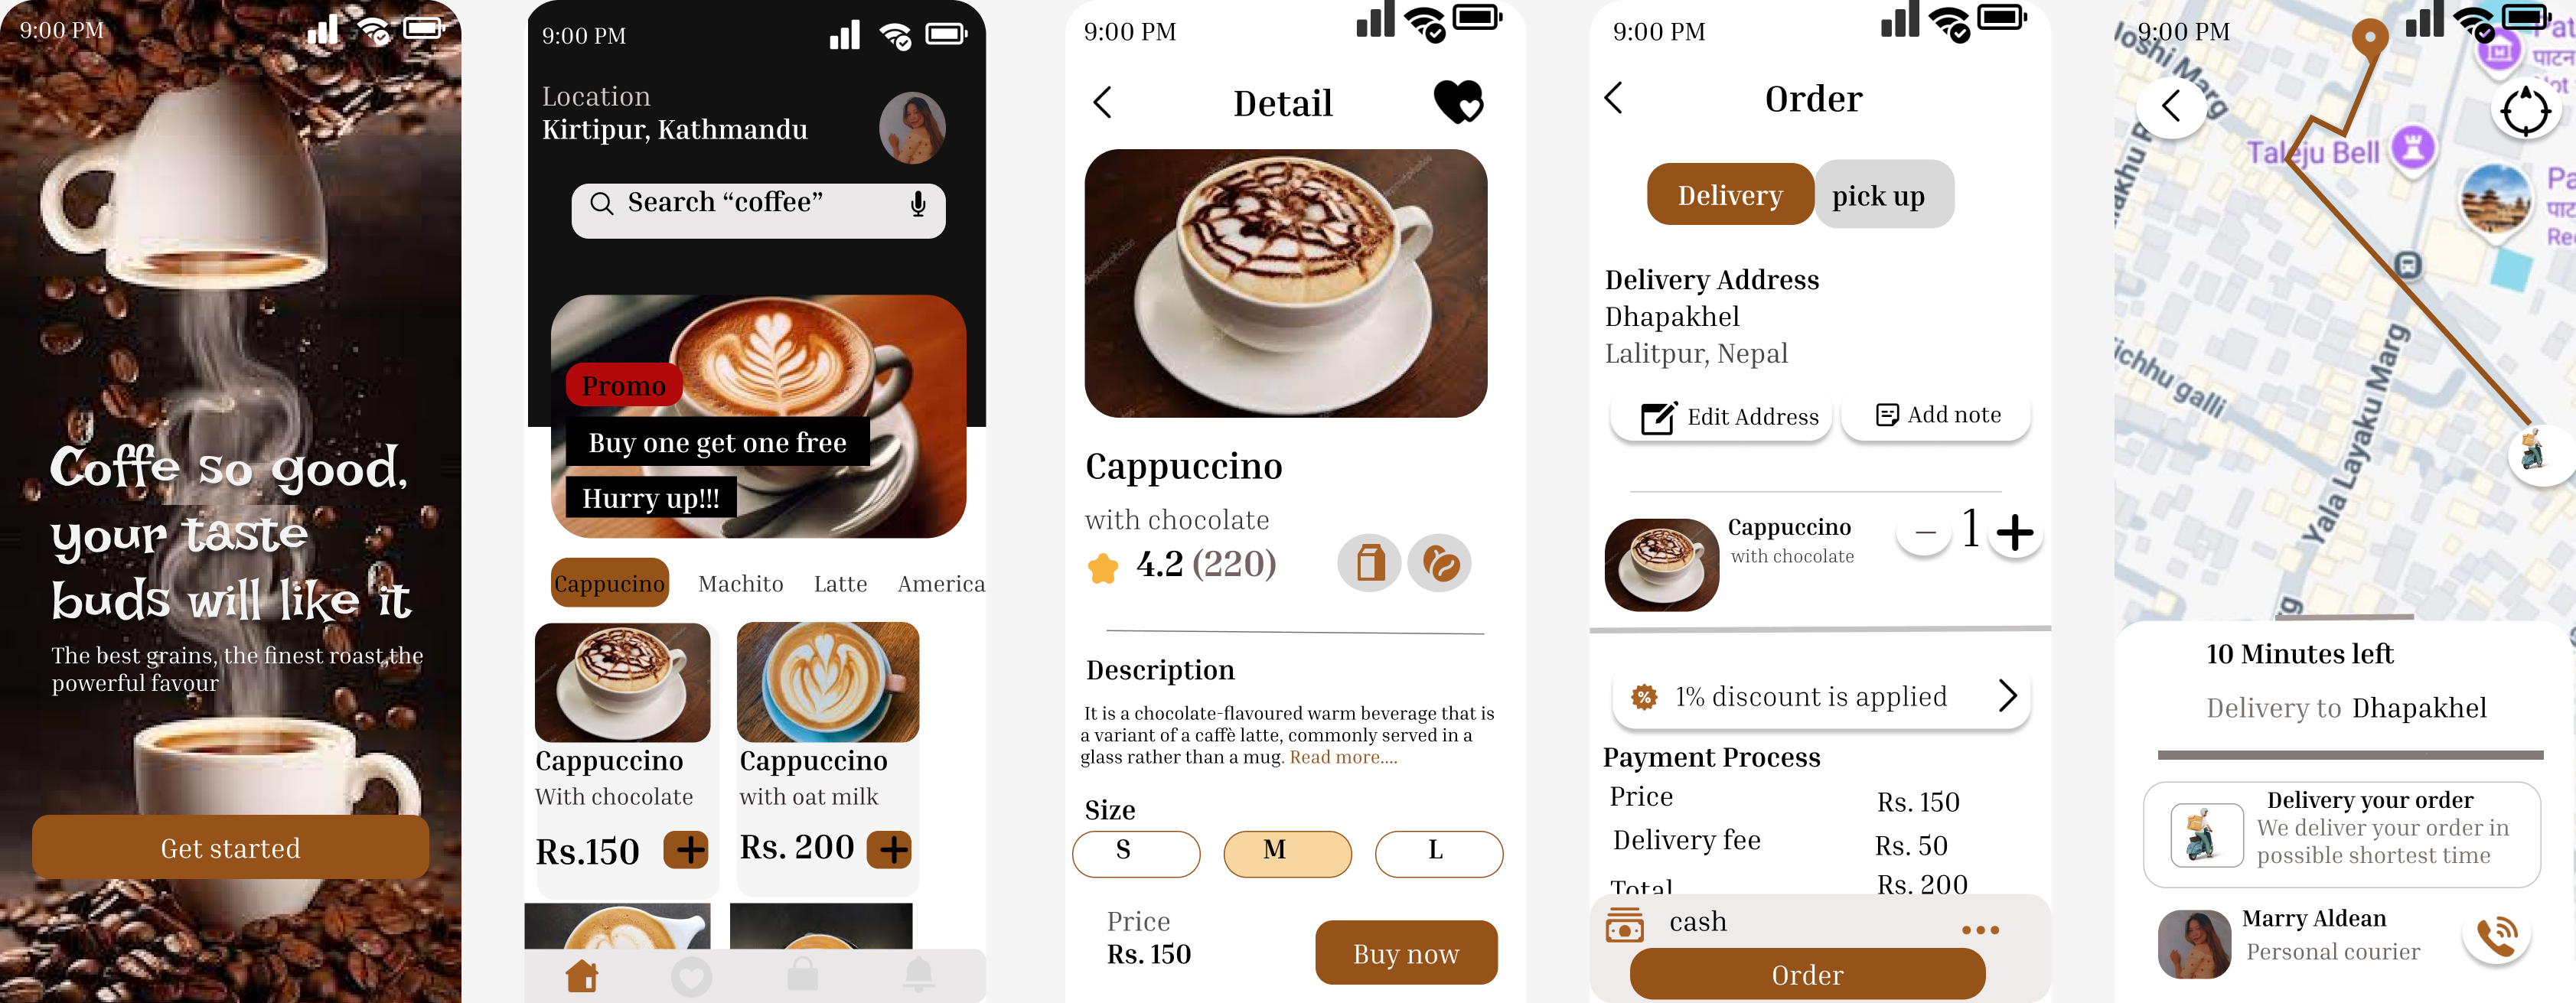 9:00 PM
Coffe so good,
your taste
buds will like it
The best grains, the finest roast,the
powerful favour
Get started
9:00 PM
Location
Kirtipur, Kathmandu
Search “coffee”
Promo
Buy one get one free
Hurry up!!!
Cappucino Machito Latte America
Cappuccino
With chocolate
Rs.150
Cappuccino
with oat milk
Rs. 200
9:00 PM
Detail
Cappuccino
with chocolate
4.2 (220)
Description
It is a chocolate-flavoured warm beverage that is
a variant of a caffè latte, commonly served in a
glass rather than a mug. Read more....
Size
S M L
Price
Rs. 150
Buy now
9:00 PM
Order
Delivery pick up
Delivery Address
Dhapakhel
Lalitpur, Nepal
Edit Address Add note
Cappuccino
with chocolate
1
1% discount is applied
Payment Process
Price Rs. 150
Delivery fee Rs. 50
Total Rs. 200
cash
Order
9:00 PM
Joshi Marg
Pat
पाटन
Taleju Bell
Pa
ichhu galli
Yala Layaku Marg
10 Minutes left
Delivery to Dhapakhel
Delivery your order
We deliver your order in
possible shortest time
Marry Aldean
Personal courier